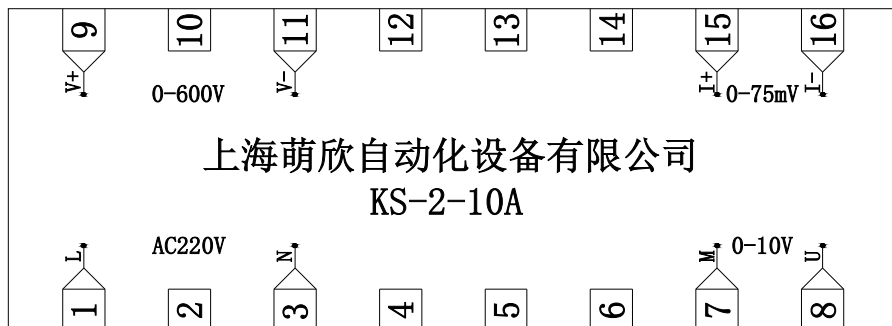 9 10 11 12 13 14 15 16
V+ V- I+ I-
0-600V 0-75mV
上海萌欣自动化设备有限公司
KS-2-10A
AC220V 0-10V
L N M U
1 2 3 4 5 6 7 8